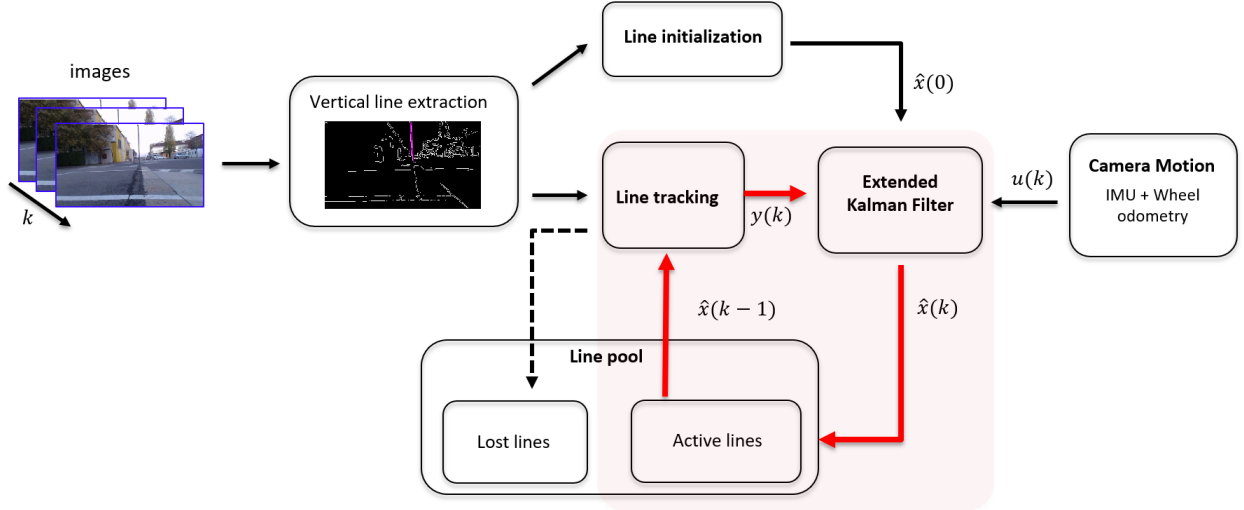 images
k
Vertical line extraction
Line initialization
x̂(0)
Line tracking
y(k)
Extended
Kalman Filter
u(k)
Camera Motion
IMU + Wheel
odometry
x̂(k − 1)
x̂(k)
Line pool
Lost lines
Active lines